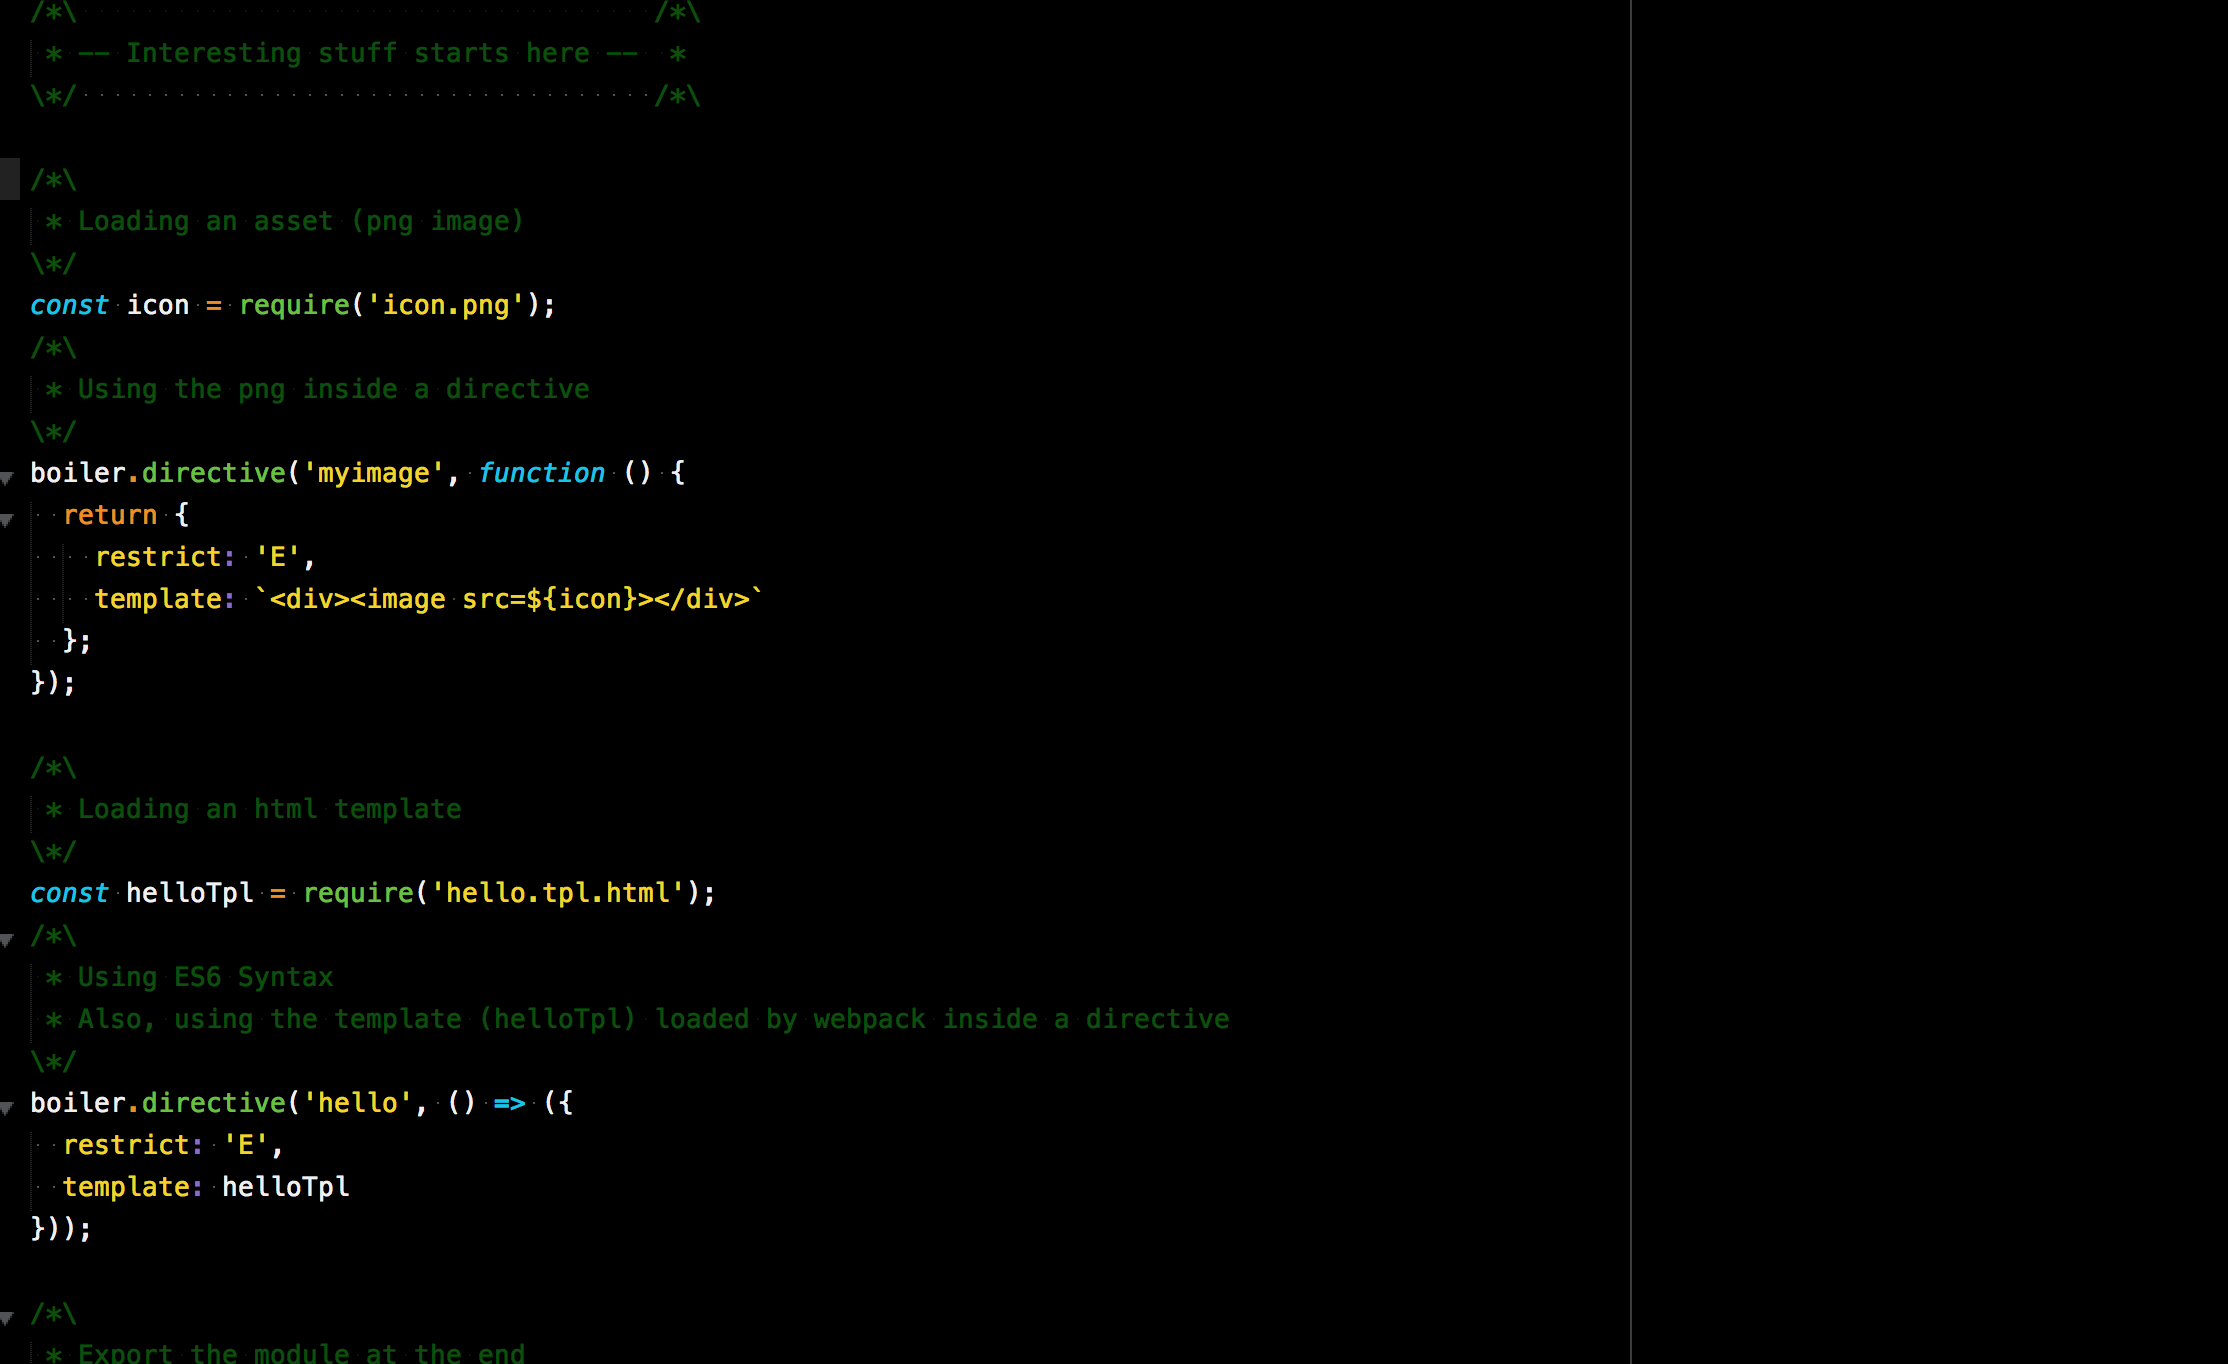 /*\                                    /*\
 * -- Interesting stuff starts here --  *
\*/                                    /*\

/*\
 * Loading an asset (png image)
\*/
const icon = require('icon.png');
/*\
 * Using the png inside a directive
\*/
boiler.directive('myimage', function () {
  return {
    restrict: 'E',
    template: `<div><image src=${icon}></div>`
  };
});

/*\
 * Loading an html template
\*/
const helloTpl = require('hello.tpl.html');
/*\
 * Using ES6 Syntax
 * Also, using the template (helloTpl) loaded by webpack inside a directive
\*/
boiler.directive('hello', () => ({
  restrict: 'E',
  template: helloTpl
}));

/*\
 * Export the module at the end